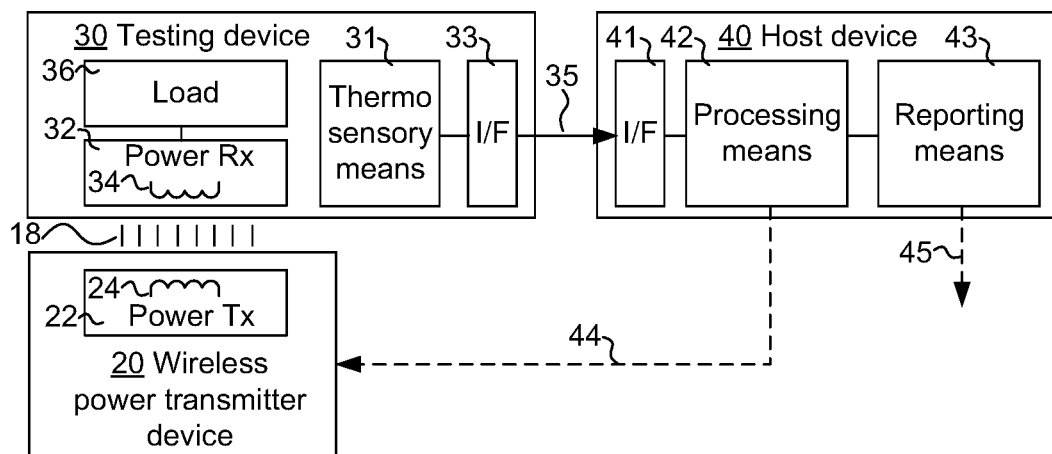 30 Testing device
31
33
36
Load
32
Power Rx
34
Thermo
sensory
means
I/F
35
41
42
40 Host device
43
I/F
Processing
means
Reporting
means
18
24
Power Tx
22
20 Wireless
power transmitter
device
44
45